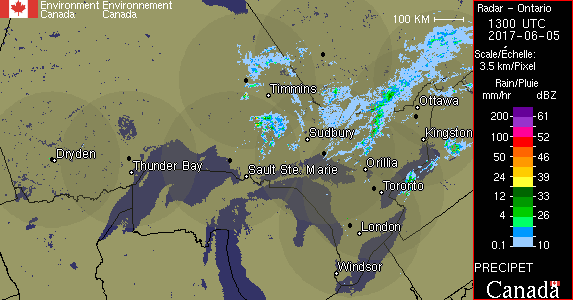 Environment Environnement
Canada Canada
100 KM
Timmins
Ottawa
Sudbury
Kingston
Dryden
Thunder Bay
Sault Ste. Marie
Orillia
Toronto
London
Windsor
Radar - Ontario
1300 UTC
2017-06-05
Scale/Échelle:
3.5 km/Pixel
Rain/Pluie
mm/hr dBZ
200 61
100 52
50 46
24 39
12 33
4 26
0.1 10
PRECIPET
Canada